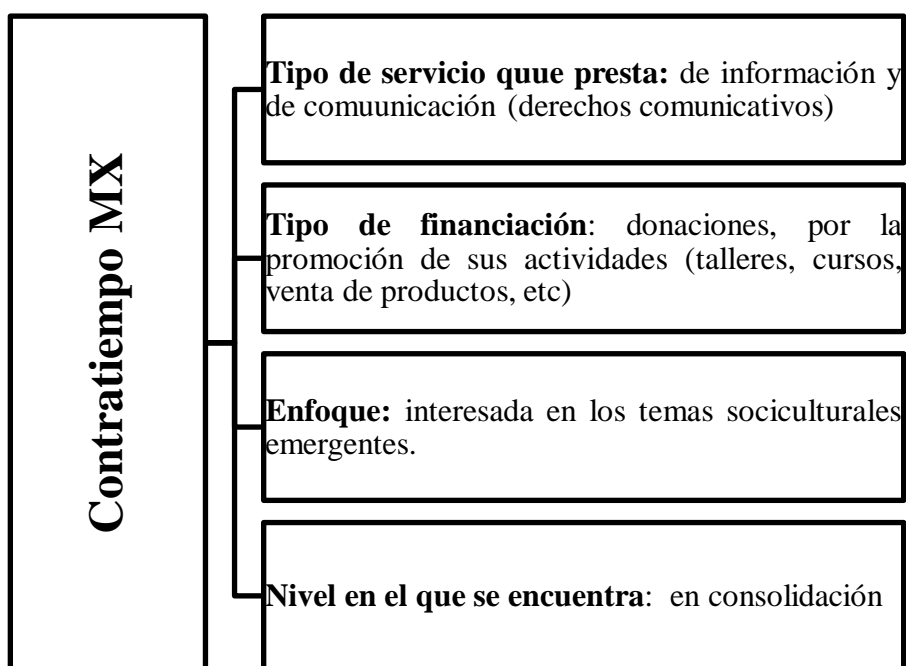 Contratiempo MX
Tipo de servicio quue presta: de información y
de comuunicación (derechos comunicativos)
Tipo de financiación: donaciones, por la
promoción de sus actividades (talleres, cursos,
venta de productos, etc)
Enfoque: interesada en los temas sociculturales
emergentes.
Nivel en el que se encuentra: en consolidación